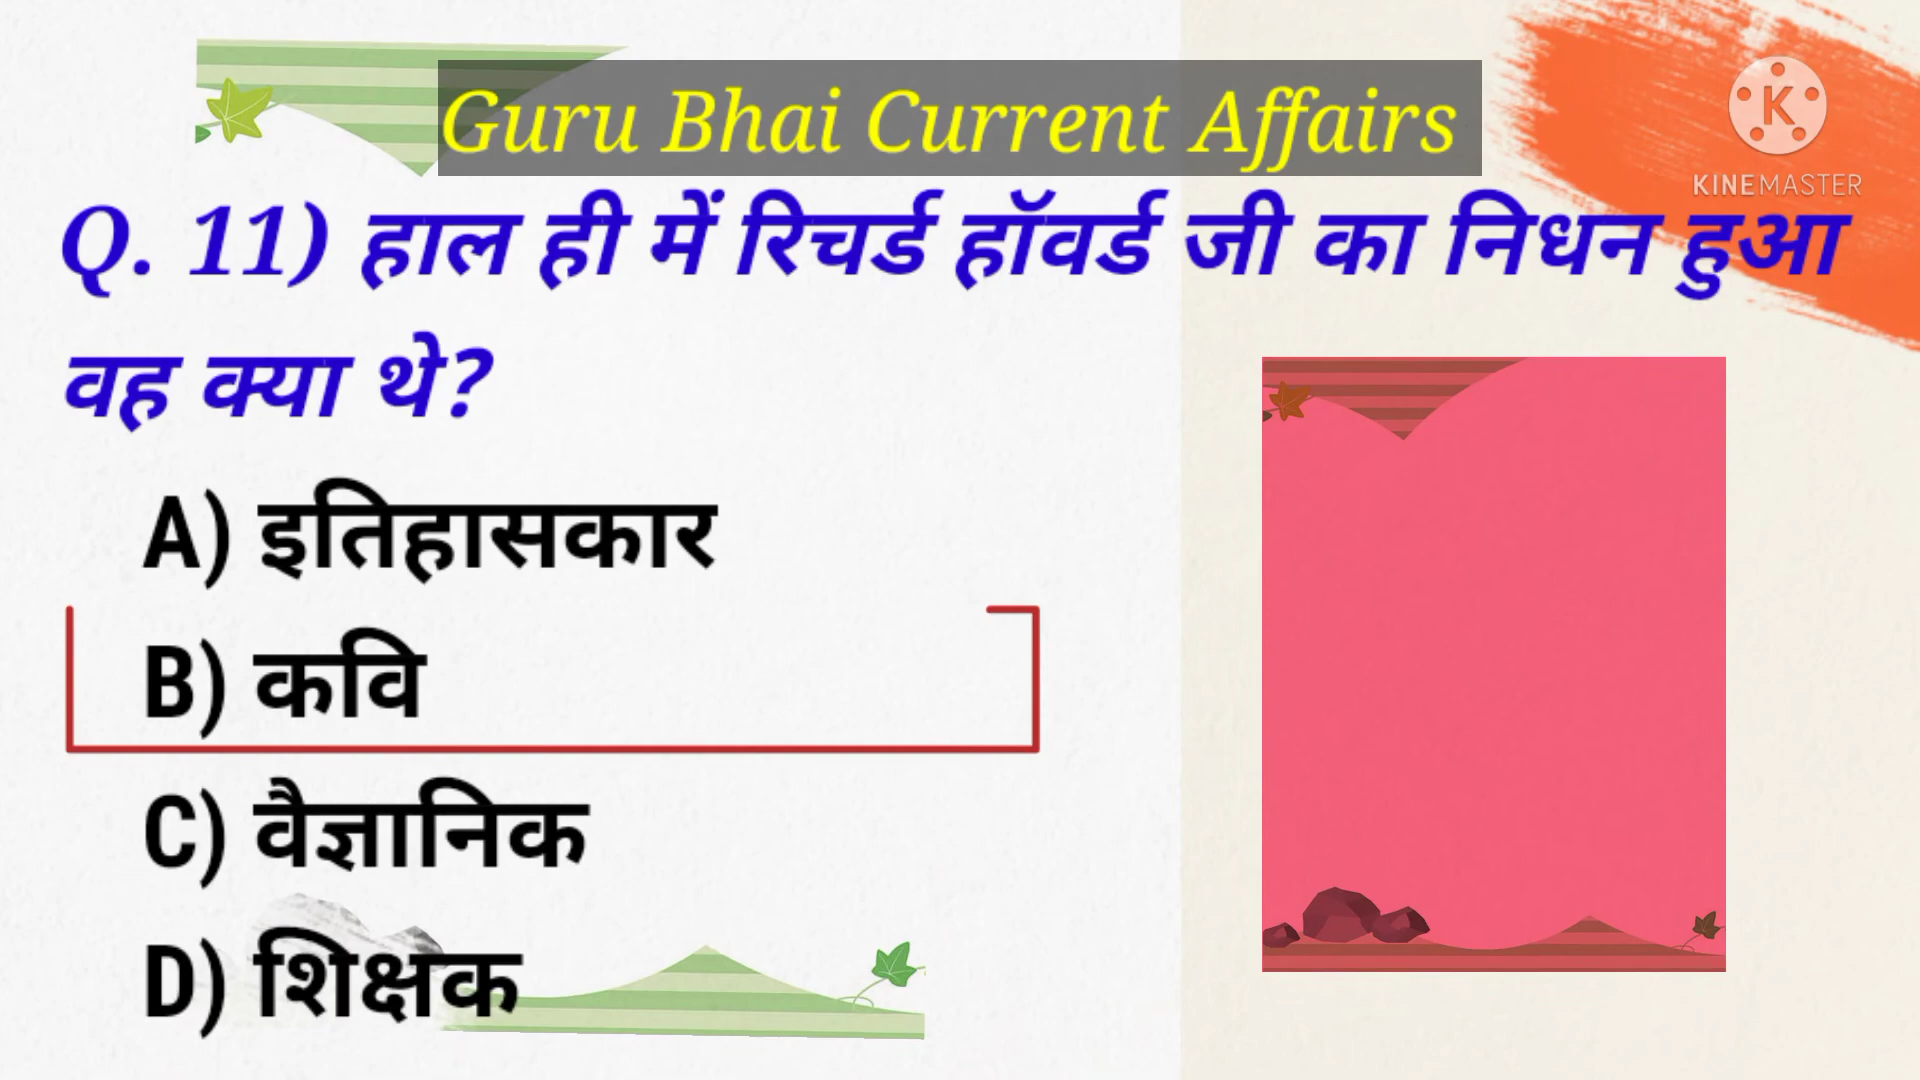 Guru Bhai Current Affairs
K
KINEMASTER
Q. 11) हाल ही में रिचर्ड हॉवर्ड जी का निधन हुआ
वह क्या थे?
A) इतिहासकार
B) कवि
C) वैज्ञानिक
D) शिक्षक